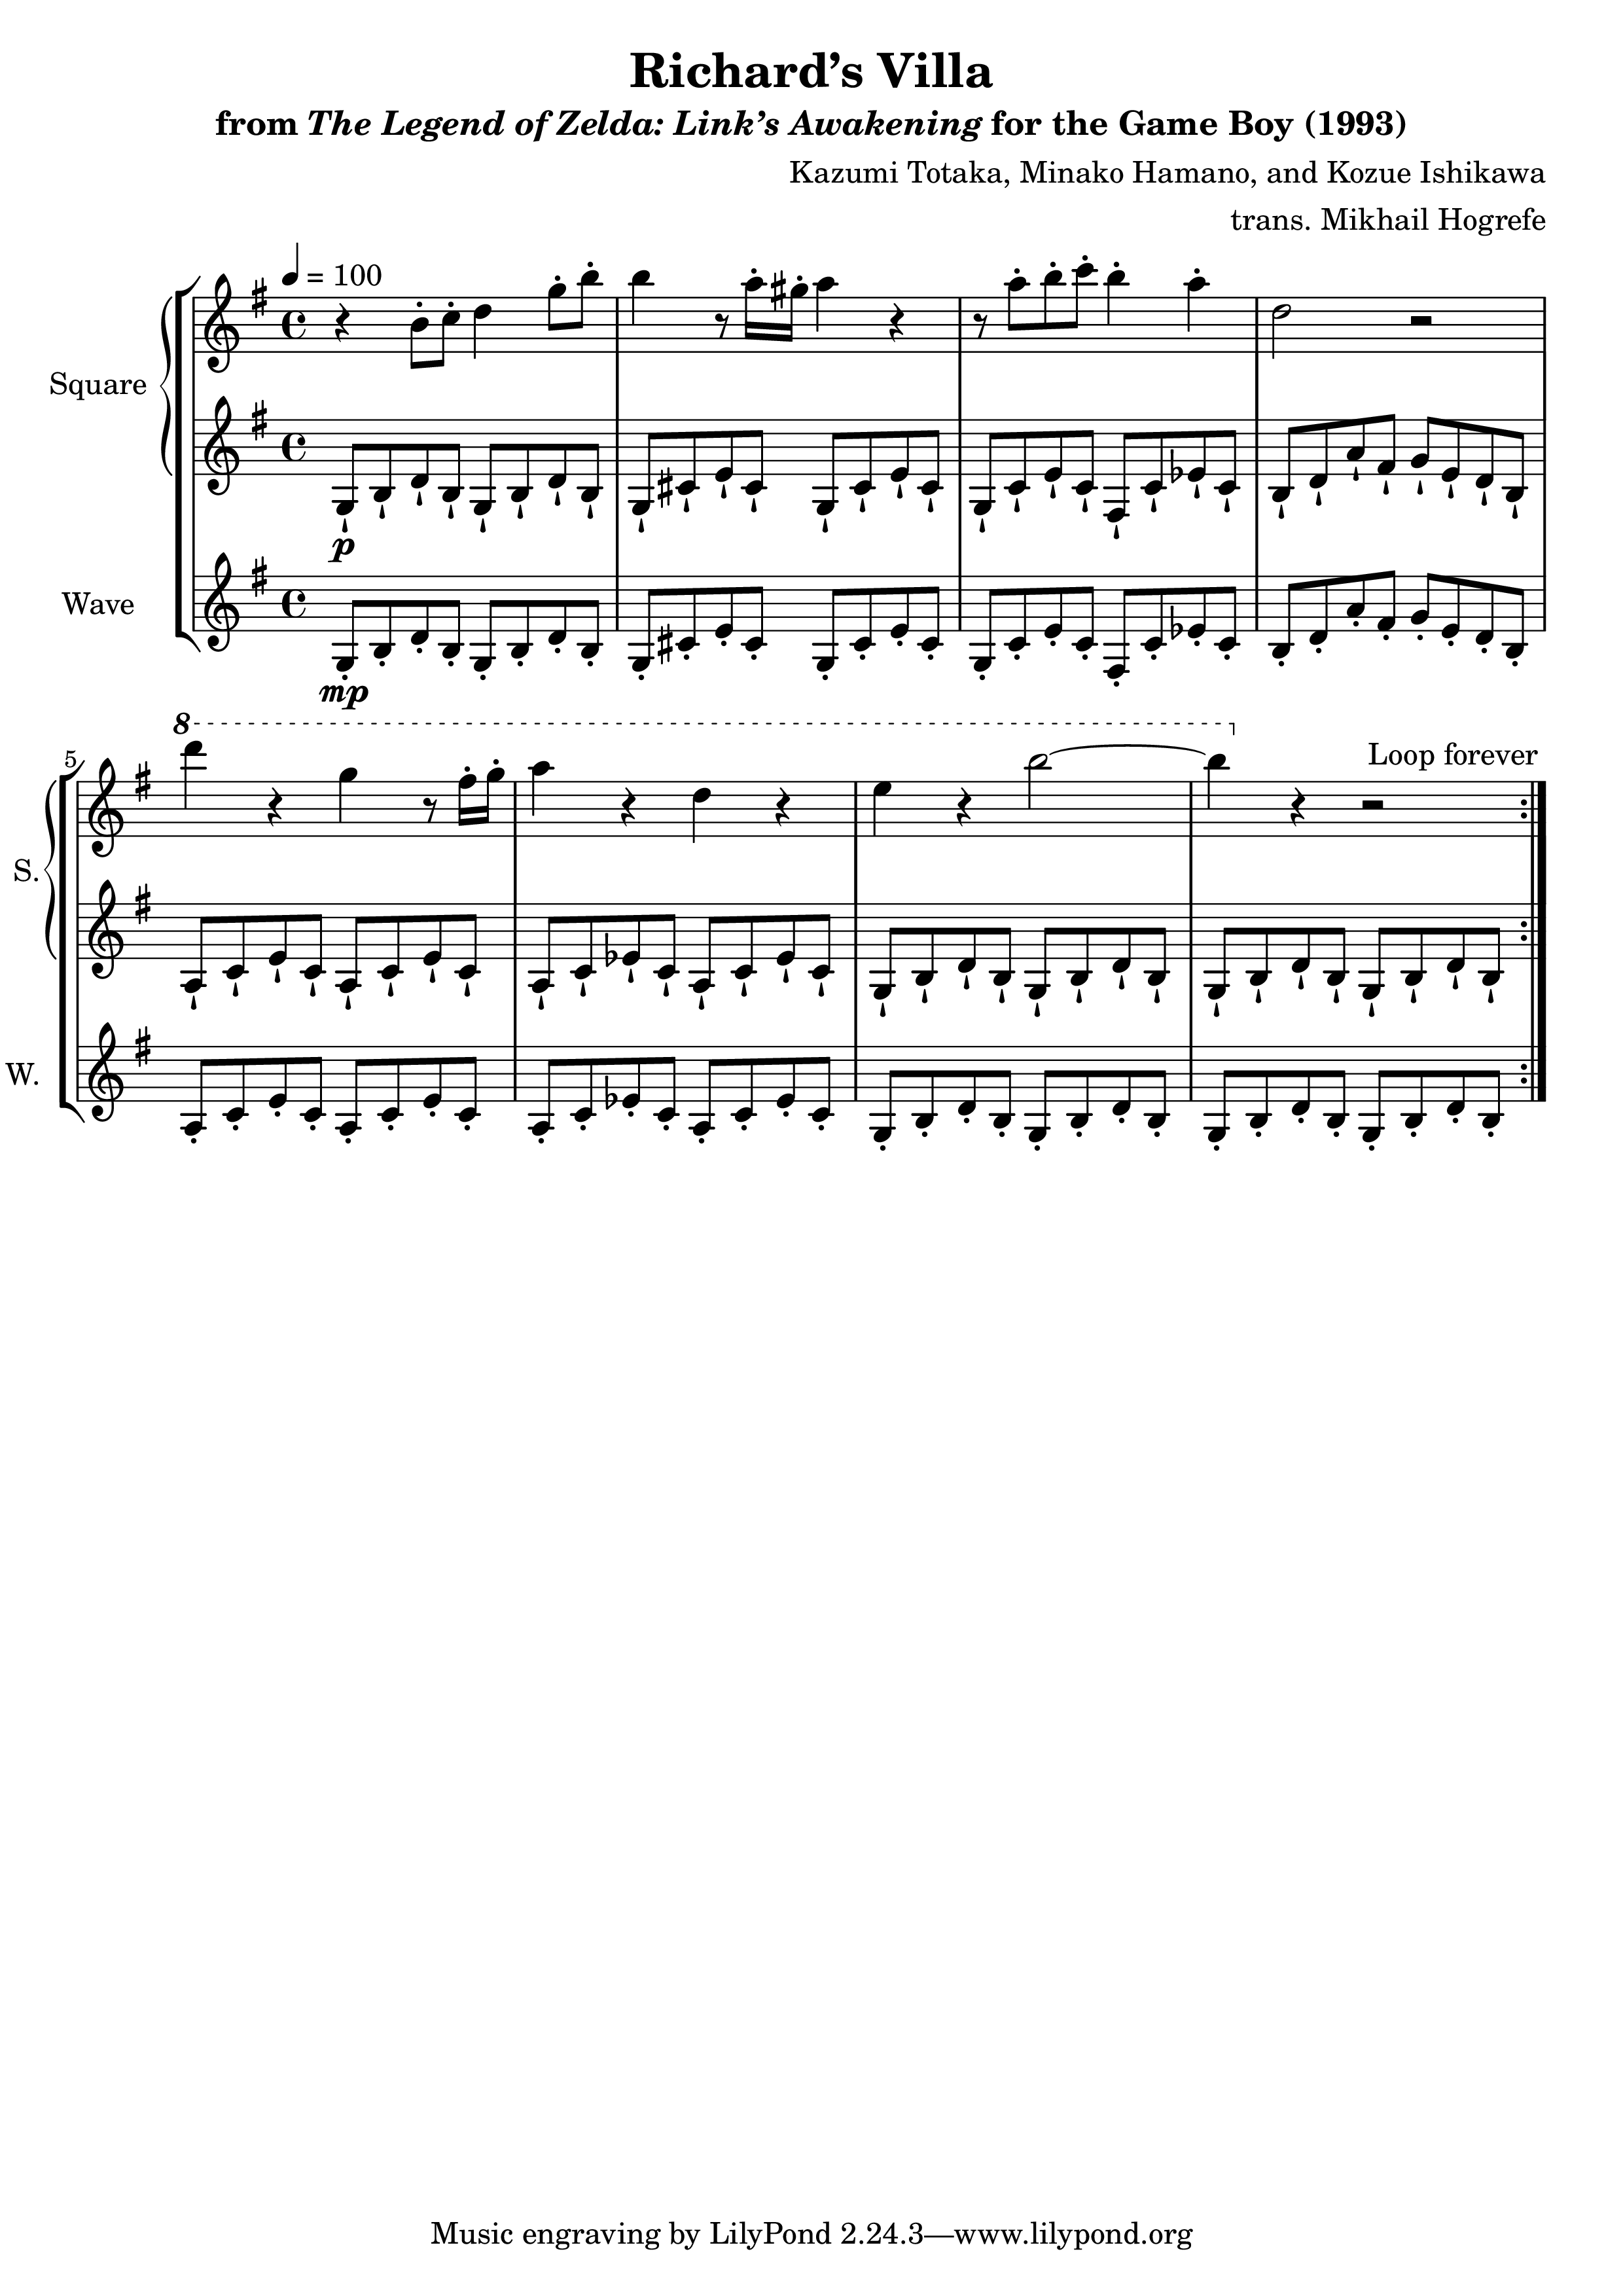 Richard’s Villa
from The Legend of Zelda: Link’s Awakening for the Game Boy (1993)
Kazumi Totaka, Minako Hamano, and Kozue Ishikawa
trans. Mikhail Hogrefe
= 100
Square
p
Wave
mp
8
5
Loop forever
S.
W.
Music engraving by LilyPond 2.24.3—www.lilypond.org